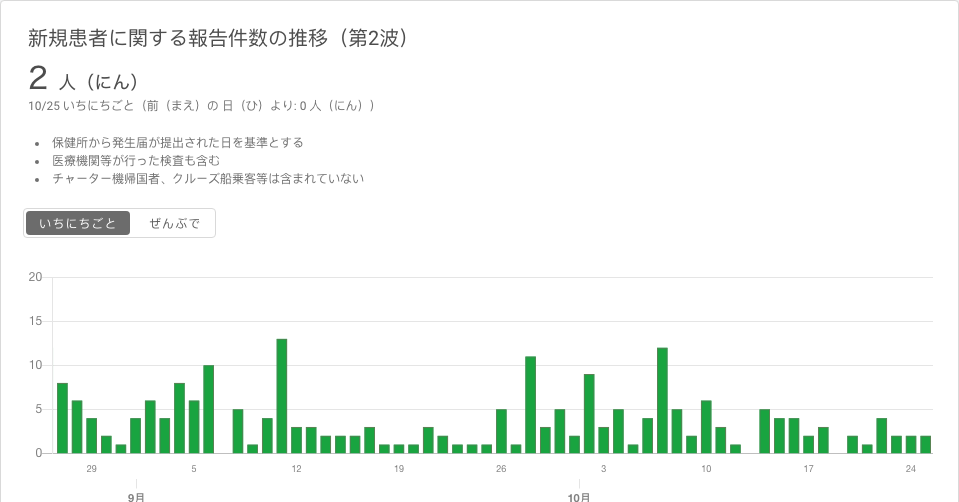 新規患者に関する報告件数の推移（第2波）
2 人（にん）
10/25 いちにちごと（前（まえ）の 日（ひ）より: 0 人（にん））
保健所から発生届が提出された日を基準とする
医療機関等が行った検査も含む
チャーター機帰国者、クルーズ船乗客等は含まれていない
いちにちごと ぜんぶで
20
15
10
5
0
29 5 12 19 26 3 10 17 24
9月 10月